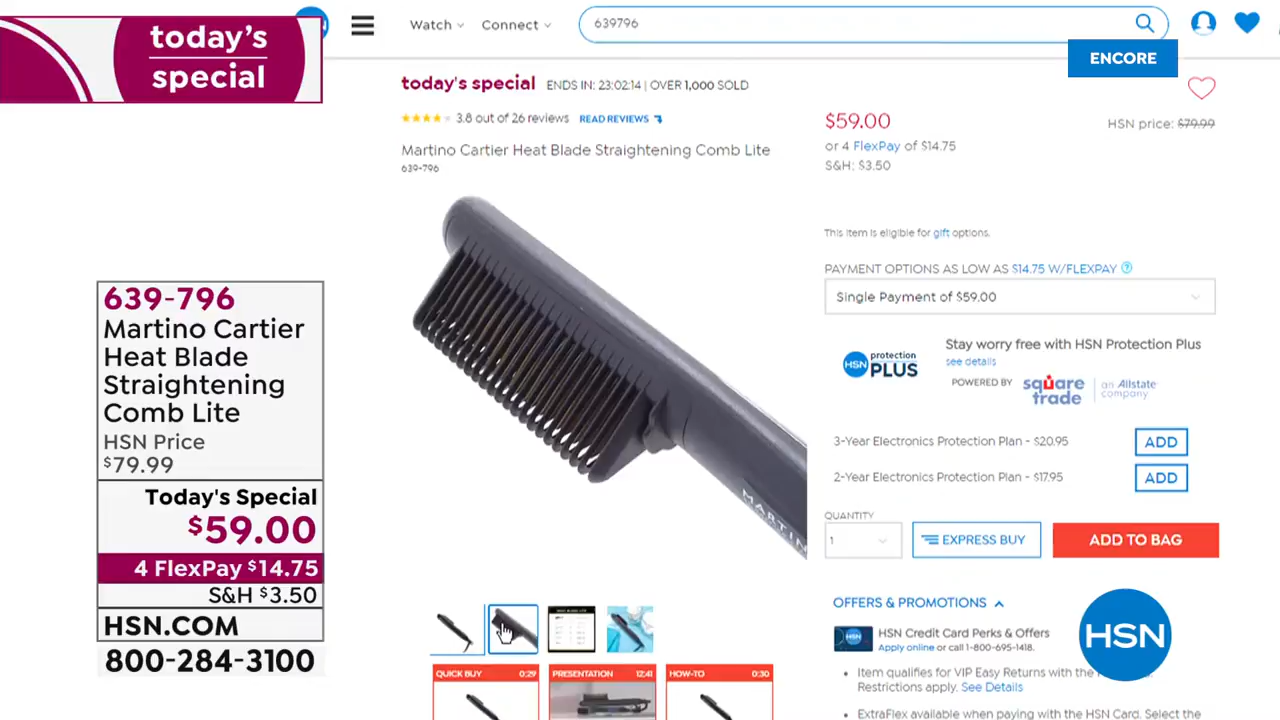 today's
special
Watch
Connect
639796
ENCORE
today's special ENDS IN: 23:02:14 | OVER 1,000 SOLD
3.8 out of 26 reviews READ REVIEWS
Martino Cartier Heat Blade Straightening Comb Lite
639-796
$59.00
HSN price: $79.99
or 4 FlexPay of $14.75
S&H: $3.50
This item is eligible for gift options.
PAYMENT OPTIONS AS LOW AS $14.75 W/FLEXPAY ?
Single Payment of $59.00
HSN protection PLUS
Stay worry free with HSN Protection Plus
see details
POWERED BY square trade | an Allstate company
3-Year Electronics Protection Plan - $20.95 ADD
2-Year Electronics Protection Plan - $17.95 ADD
QUANTITY
1
EXPRESS BUY
ADD TO BAG
OFFERS & PROMOTIONS
HSN
HSN Credit Card Perks & Offers
Apply online or call 1-800-695-1418.
• Item qualifies for VIP Easy Returns with the
Restrictions apply. See Details
• ExtraFlex available when paying with the HSN Card. Select the
HSN
MARTIN
QUICK BUY 0:29
PRESENTATION 12:41
HOW-TO 0:30
639-796
Martino Cartier
Heat Blade
Straightening
Comb Lite
HSN Price
$79.99
Today's Special
$59.00
4 FlexPay $14.75
S&H $3.50
HSN.COM
800-284-3100